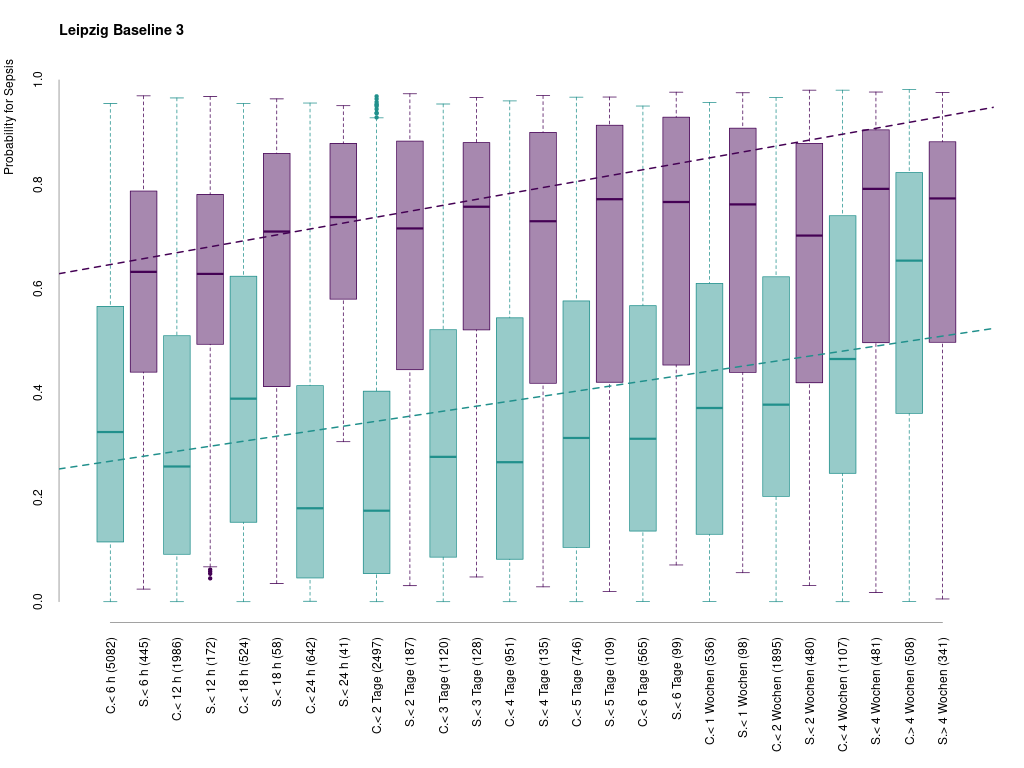 Leipzig Baseline 3
Probability for Sepsis
1.0
0.8
0.6
0.4
0.2
0.0
C.< 6 h (5082)
S.< 6 h (445)
C.< 12 h (1986)
S.< 12 h (172)
C.< 18 h (524)
S.< 18 h (58)
C.< 24 h (642)
S.< 24 h (41)
C.< 2 Tage (2497)
S.< 2 Tage (187)
C.< 3 Tage (1120)
S.< 3 Tage (128)
C.< 4 Tage (951)
S.< 4 Tage (135)
C.< 5 Tage (746)
S.< 5 Tage (109)
C.< 6 Tage (565)
S.< 6 Tage (99)
C.< 1 Wochen (536)
S.< 1 Wochen (98)
C.< 2 Wochen (1895)
S.< 2 Wochen (480)
C.< 4 Wochen (1107)
S.< 4 Wochen (481)
C.> 4 Wochen (508)
S.> 4 Wochen (341)